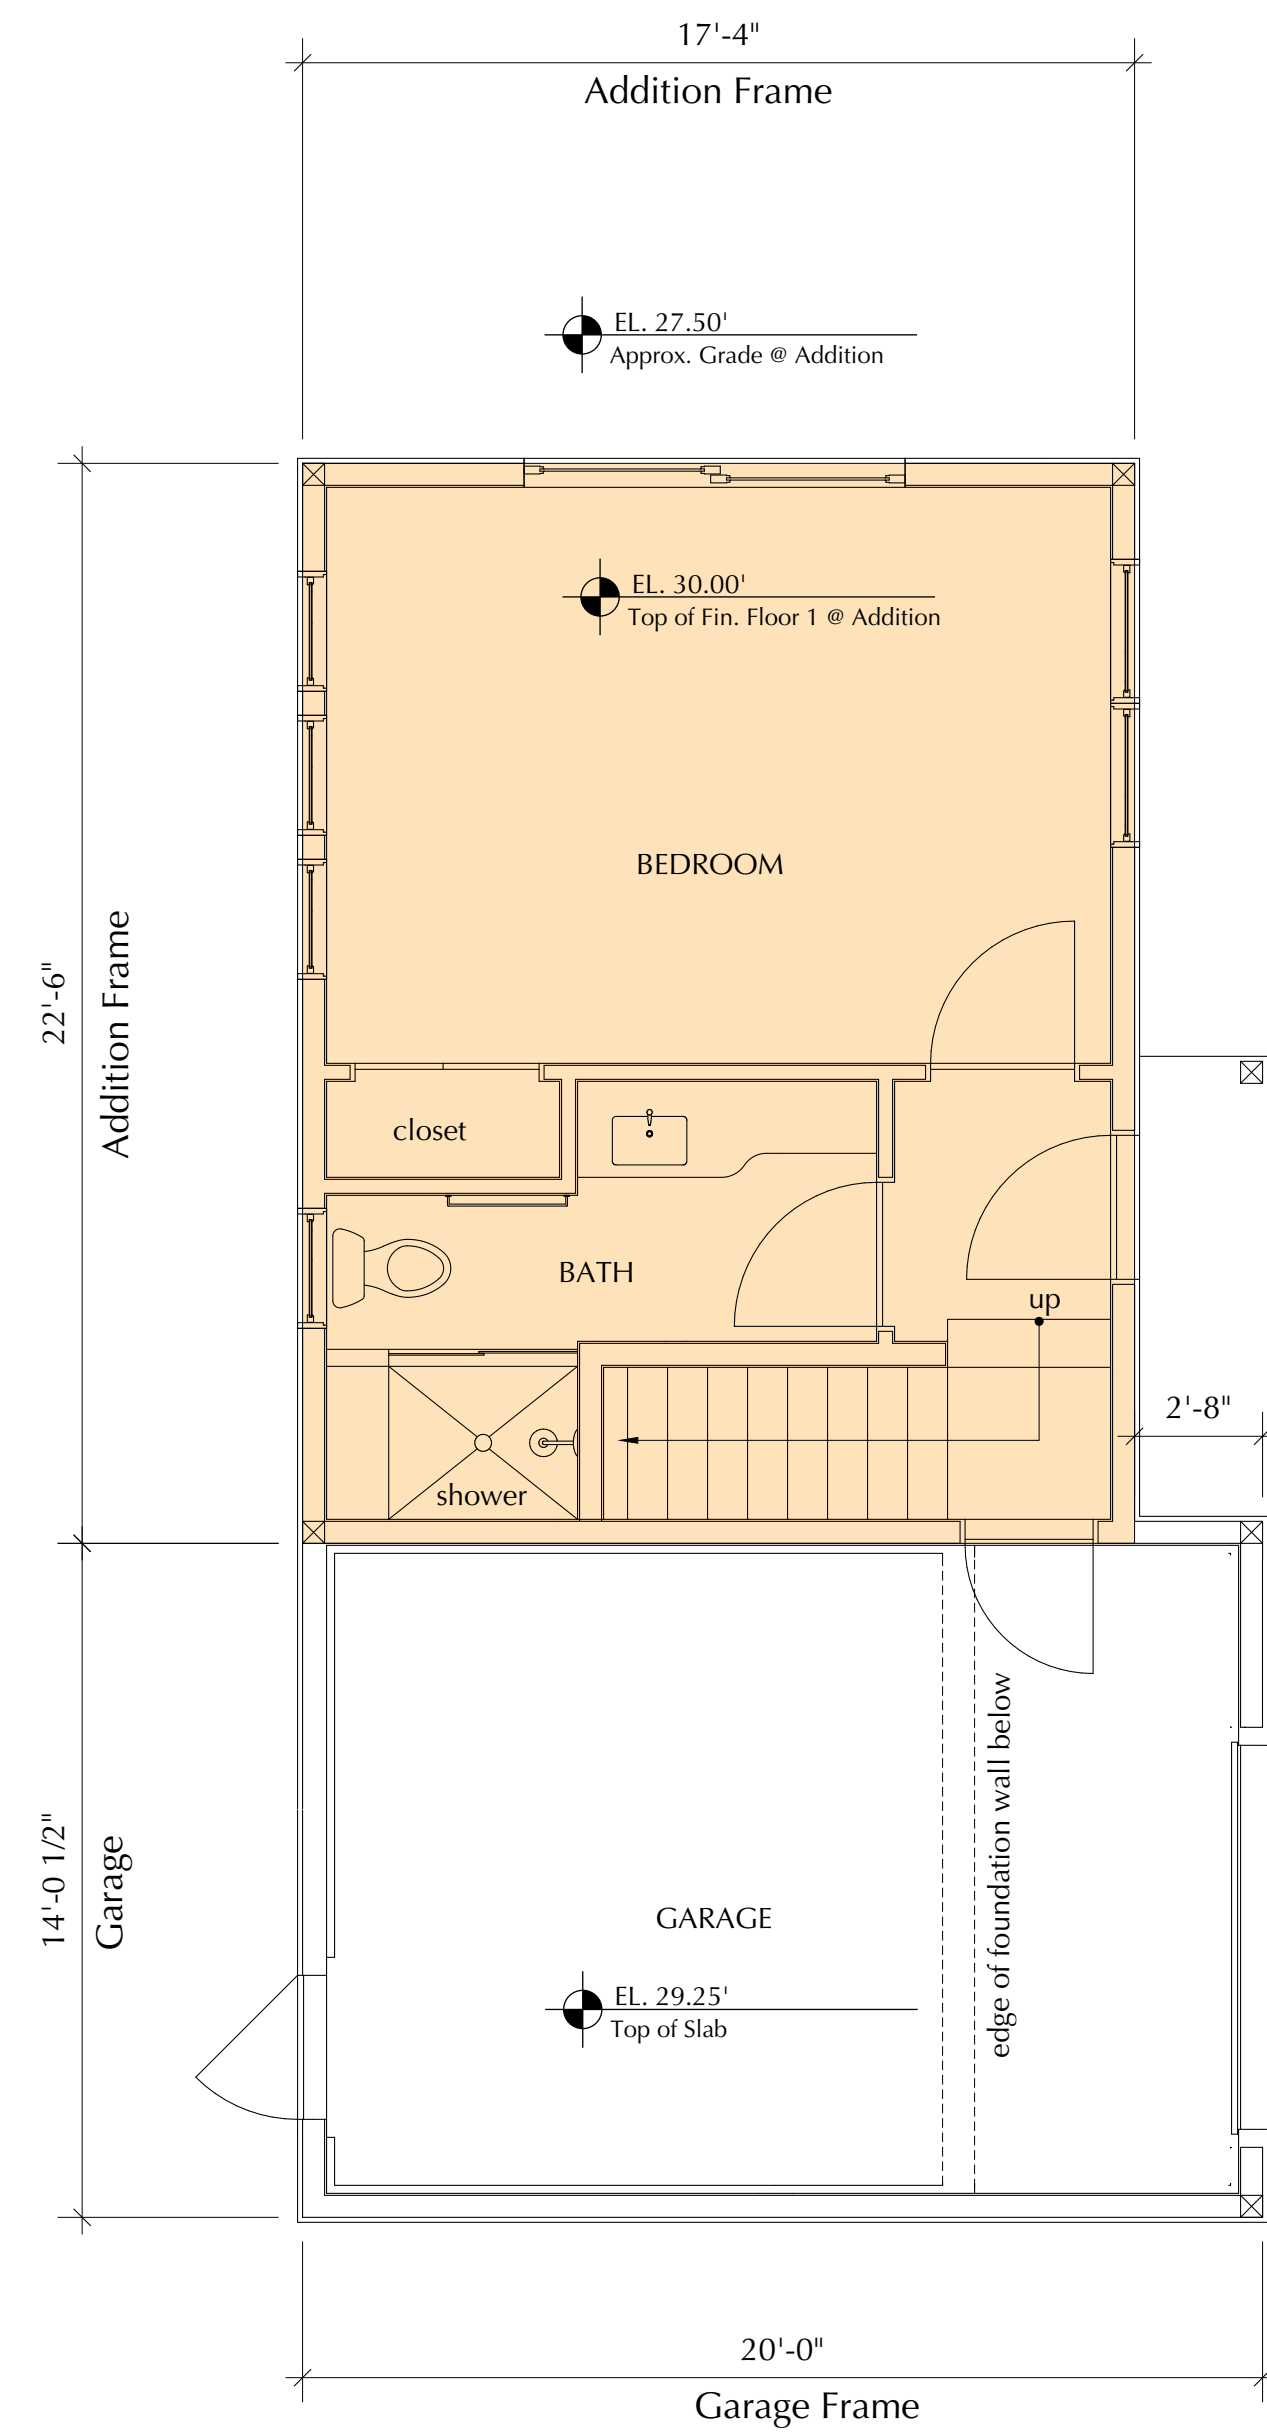 17'-4"
Addition Frame
EL. 27.50'
Approx. Grade @ Addition
EL. 30.00'
Top of Fin. Floor 1 @ Addition
BEDROOM
22'-6"
Addition Frame
closet
BATH
up
2'-8"
shower
edge of foundation wall below
14'-0 1/2"
Garage
GARAGE
EL. 29.25'
Top of Slab
20'-0"
Garage Frame